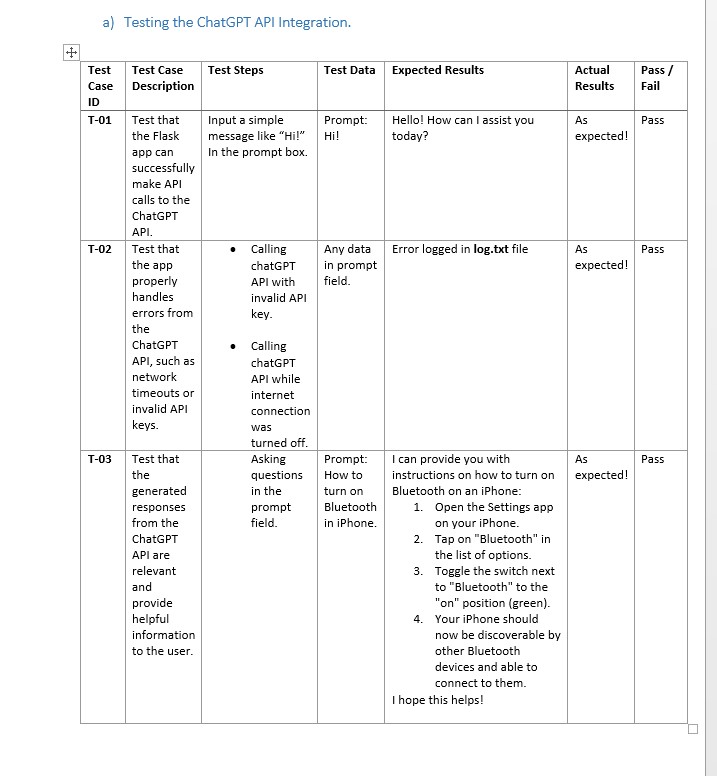 a) Testing the ChatGPT API Integration.
Test Case ID
Test Case Description
Test Steps
Test Data
Expected Results
Actual Results
Pass / Fail
T-01
Test that
the Flask
app can
successfully
make API
calls to the
ChatGPT
API.
Input a simple
message like “Hi!”
In the prompt box.
Prompt:
Hi!
Hello! How can I assist you
today?
As
expected!
Pass
T-02
Test that
the app
properly
handles
errors from
the
ChatGPT
API, such as
network
timeouts or
invalid API
keys.
• Calling
chatGPT
API with
invalid API
key.
• Calling
chatGPT
API while
internet
connection
was
turned off.
Any data
in prompt
field.
Error logged in log.txt file
As
expected!
Pass
T-03
Test that
the
generated
responses
from the
ChatGPT
API are
relevant
and
provide
helpful
information
to the user.
Asking
questions
in the
prompt
field.
Prompt:
How to
turn on
Bluetooth
in iPhone.
I can provide you with
instructions on how to turn on
Bluetooth on an iPhone:
1. Open the Settings app
on your iPhone.
2. Tap on "Bluetooth" in
the list of options.
3. Toggle the switch next
to "Bluetooth" to the
"on" position (green).
4. Your iPhone should
now be discoverable by
other Bluetooth
devices and able to
connect to them.
I hope this helps!
As
expected!
Pass